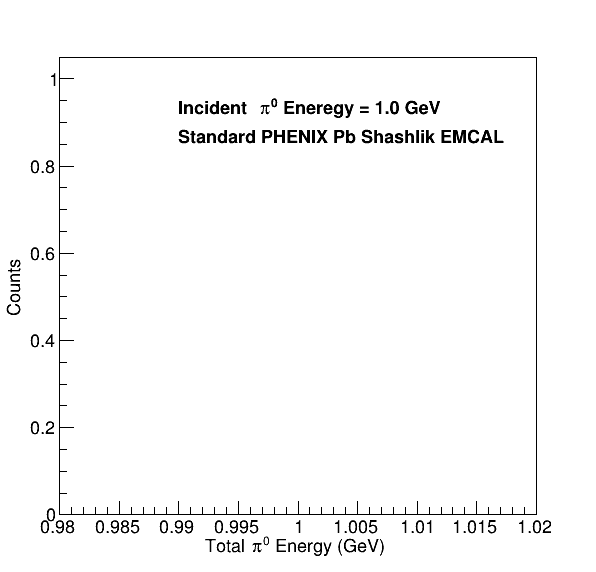 Incident π⁰ Eneregy = 1.0 GeV
Standard PHENIX Pb Shashlik EMCAL
1
0.8
0.6
0.4
0.2
0
Counts
0.98 0.985 0.99 0.995 1 1.005 1.01 1.015 1.02
Total π⁰ Energy (GeV)